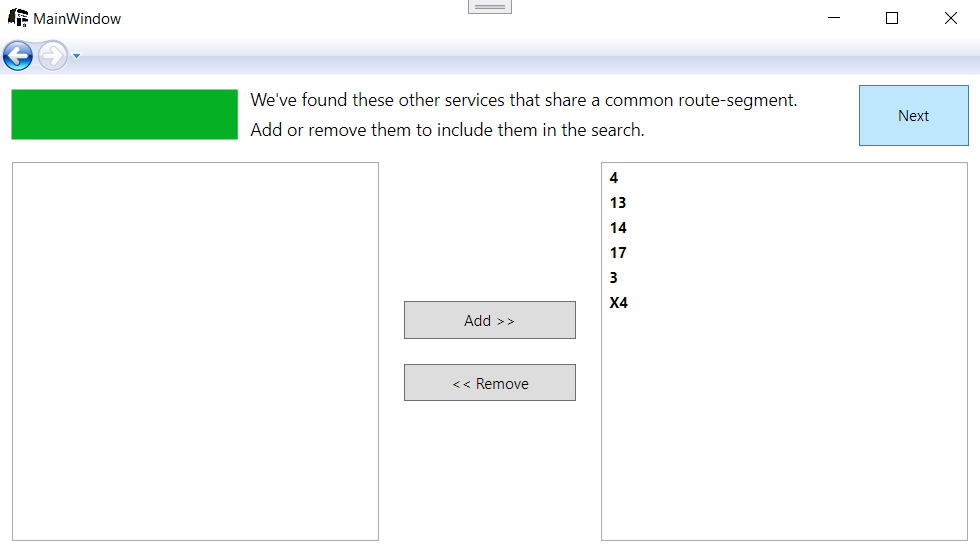 MainWindow
We've found these other services that share a common route-segment.
Add or remove them to include them in the search.
Next
4
13
14
17
3
X4
Add >>
<< Remove